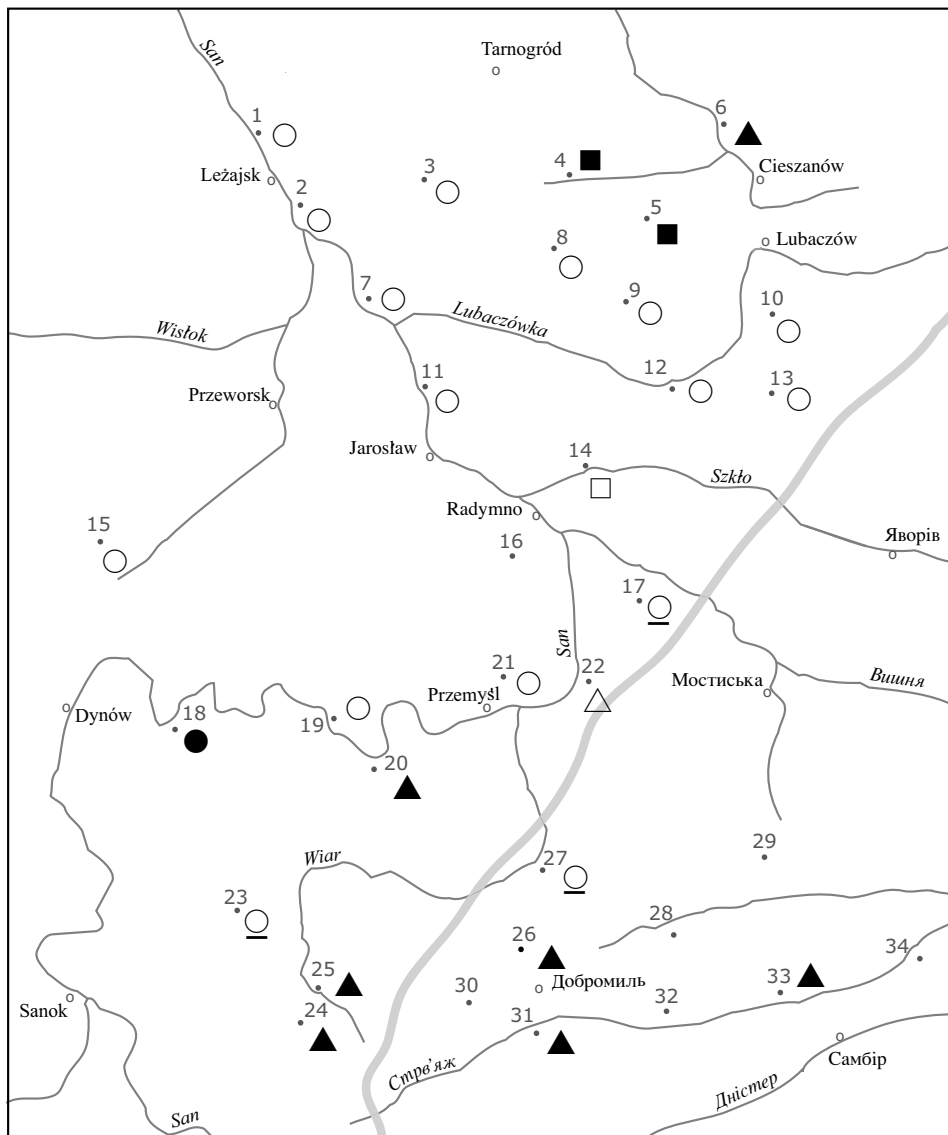 San
Tarnogród
1
6
Leżajsk
3
4
Cieszanów
2
5
8
Lubaczów
7
9
10
Wisłok
Lubaczówka
11
12
13
Przeworsk
Jarosław
14
Szkło
Radymno
15
16
Яворів
17
San
21
22
Przemyśl
Мостиська
Вишня
Dynów
18
19
20
Wiar
27
29
23
28
26
34
25
Добромиль
33
Sanok
24
30
31
32
Стрв'яж
Самбір
Дністер
San